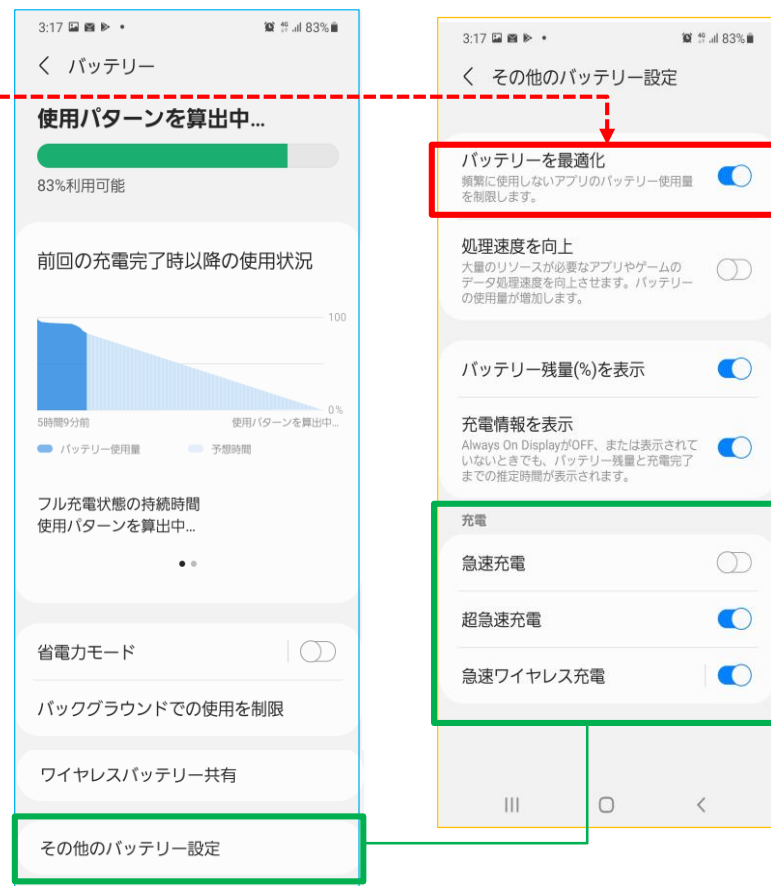 3:17
83%
バッテリー
使用パターンを算出中...
83%利用可能
前回の充電完了時以降の使用状況
100
0%
5時間9分前
使用パターンを算出中...
バッテリー使用量
予想時間
フル充電状態の持続時間
使用パターンを算出中...
省電力モード
バックグラウンドでの使用を制限
ワイヤレスバッテリー共有
その他のバッテリー設定
3:17
83%
その他のバッテリー設定
バッテリーを最適化
頻繁に使用しないアプリのバッテリー使用量
を制限します。
処理速度を向上
大量のリソースが必要なアプリやゲームの
データ処理速度を向上させます。バッテリー
の使用量が増加します。
バッテリー残量(%)を表示
充電情報を表示
Always On DisplayがOFF、または表示されて
いないときでも、バッテリー残量と充電完了
までの推定時間が表示されます。
充電
急速充電
超急速充電
急速ワイヤレス充電